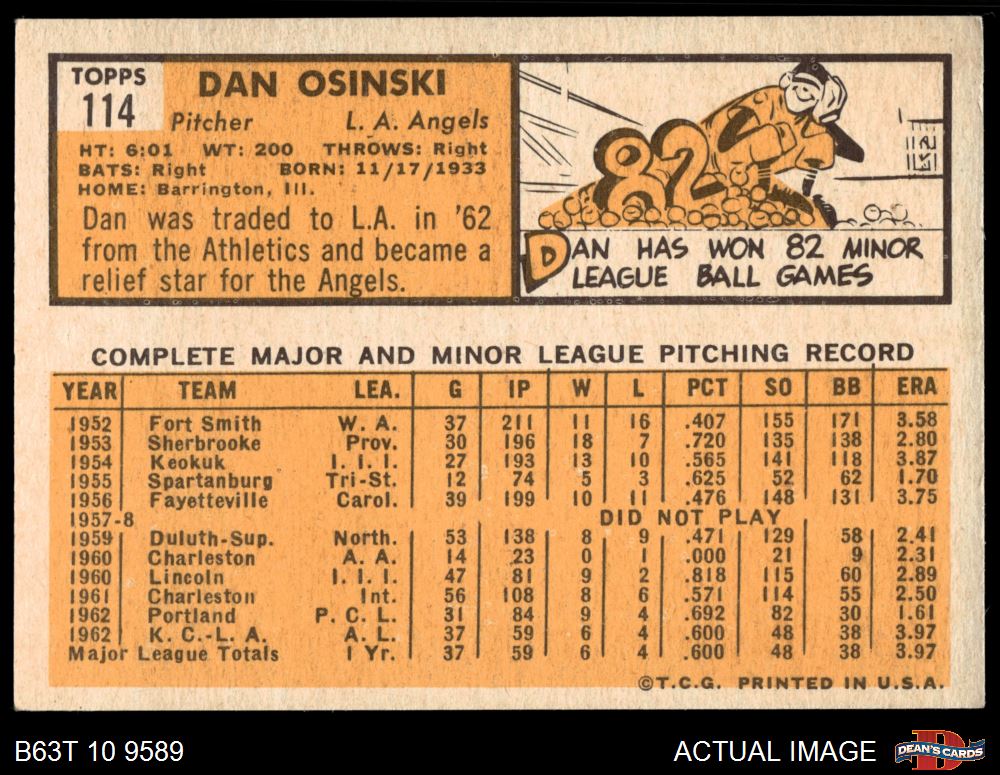 TOPPS
114
DAN OSINSKI
Pitcher L. A. Angels
HT: 6:01 WT: 200 THROWS: Right
BATS: Right BORN: 11/17/1933
HOME: Barrington, Ill.
Dan was traded to L.A. in '62
from the Athletics and became a
relief star for the Angels.
82
DAN HAS WON 82 MINOR
LEAGUE BALL GAMES
COMPLETE MAJOR AND MINOR LEAGUE PITCHING RECORD
YEAR TEAM LEA. G IP W L PCT SO BB ERA
1952 Fort Smith W. A. 37 211 11 16 .407 155 171 3.58
1953 Sherbrooke Prov. 30 196 18 7 .720 135 138 2.80
1954 Keokuk I. I. I. 27 193 13 10 .565 141 118 3.87
1955 Spartanburg Tri-St. 12 74 5 3 .625 52 62 1.70
1956 Fayetteville Carol. 39 199 10 11 .476 148 131 3.75
1957-8 DID NOT PLAY
1959 Duluth-Sup. North. 53 138 8 9 .471 129 58 2.41
1960 Charleston A. A. 14 23 0 1 .000 21 9 2.31
1960 Lincoln I. I. I. 47 81 9 2 .818 115 60 2.89
1961 Charleston Int. 56 108 8 6 .571 114 55 2.50
1962 Portland P. C. L. 31 84 9 4 .692 82 30 1.61
1962 K. C.-L. A. A. L. 37 59 6 4 .600 48 38 3.97
Major League Totals 1 Yr. 37 59 6 4 .600 48 38 3.97
©T.C.G. PRINTED IN U.S.A.
B63T 10 9589 ACTUAL IMAGE DEAN'S CARDS